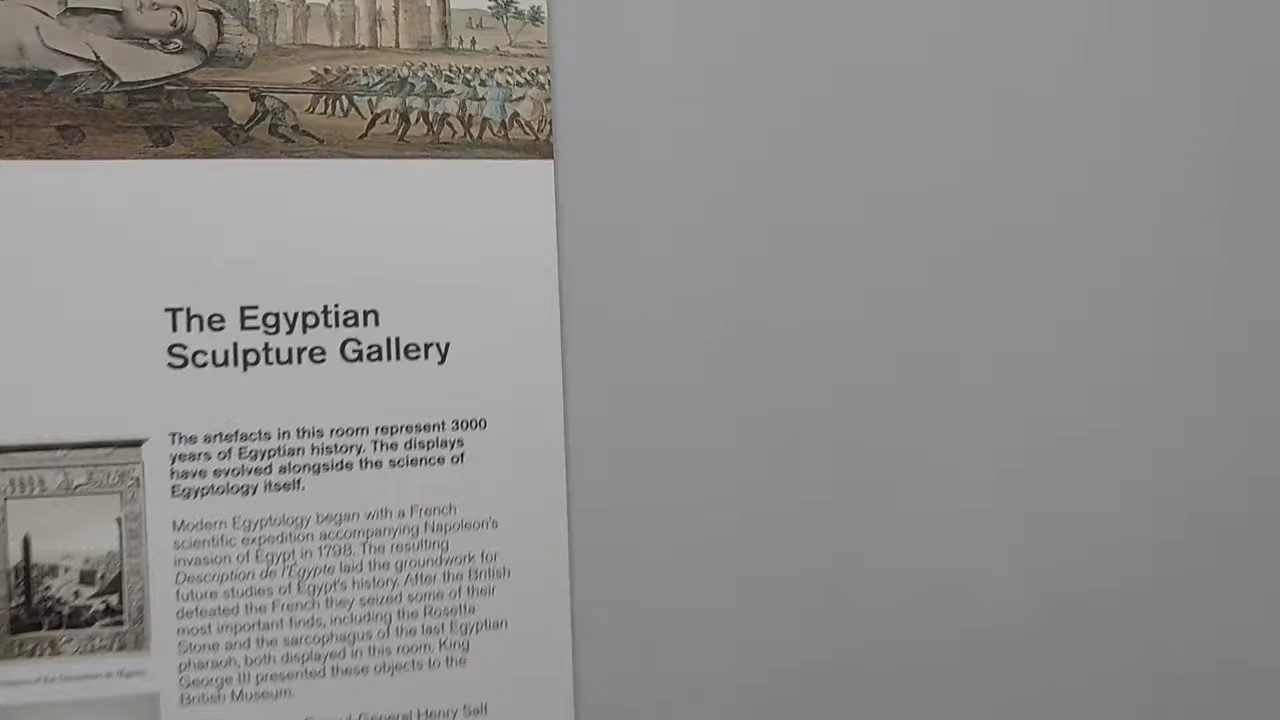 The Egyptian
Sculpture Gallery
The artefacts in this room represent 3000
years of Egyptian history. The displays
have evolved alongside the science of
Egyptology itself.
Modern Egyptology began with a French
scientific expedition accompanying Napoleon's
invasion of Egypt in 1798. The resulting
Description de l'Égypte laid the groundwork for
future studies of Egypt's history. After the British
defeated the French they seized some of their
most important finds, including the Rosetta
Stone and the sarcophagus of the last Egyptian
pharaoh, both displayed in this room. King
George III presented these objects to the
British Museum.
General Henry Salt